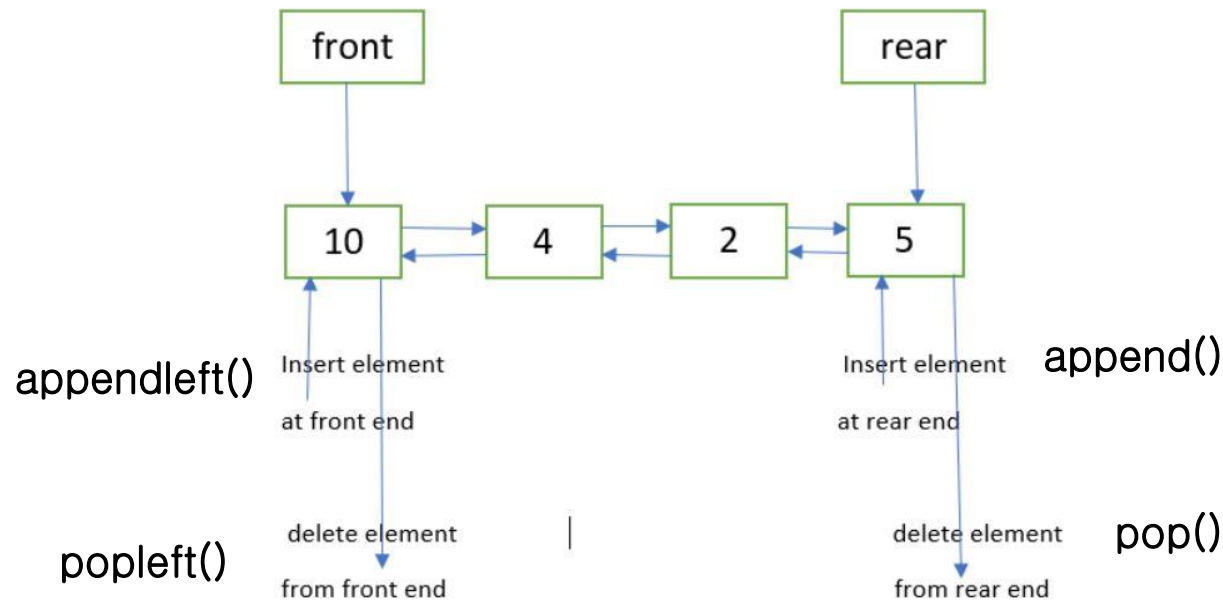 front
rear
10
4
2
5
appendleft()
Insert element
at front end
Insert element
at rear end
append()
popleft()
delete element
from front end
delete element
from rear end
pop()